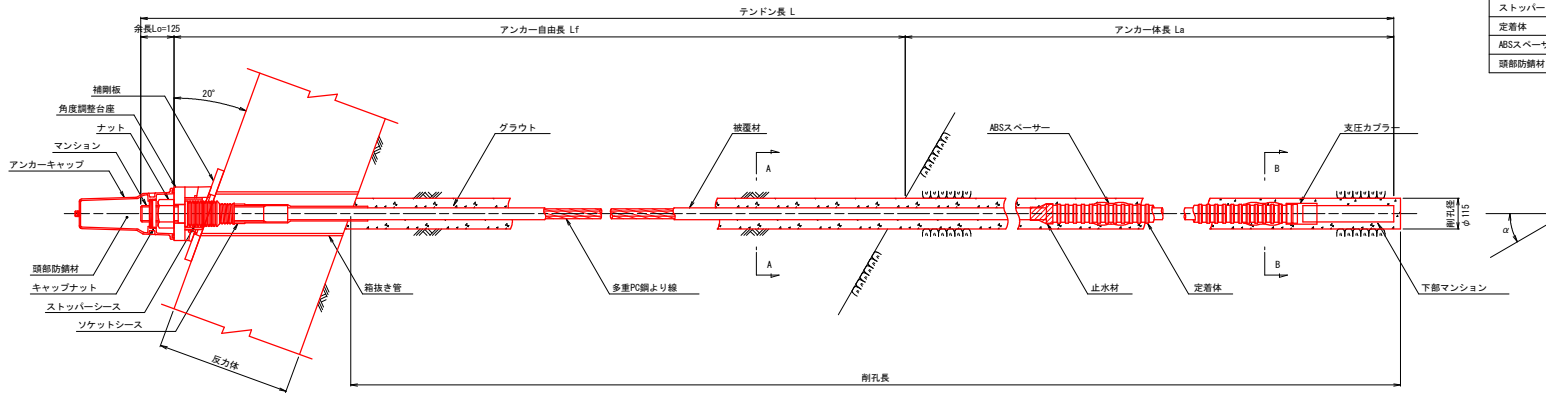 テンドン長 L
余長Lo=125
アンカー自由長 Lf
アンカー体長 La
ストッパー
定着体
ABSスペーサ
頭部防錆材
20°
補剛板
角度調整台座
ナット
マンション
アンカーキャップ
グラウト
被覆材
ABSスペーサー
支圧カプラー
A
B
削孔径
φ115
α
A
B
頭部防錆材
キャップナット
ストッパーシース
ソケットシース
箱抜き管
多重PC鋼より線
止水材
定着体
下部マンション
反力体
削孔長